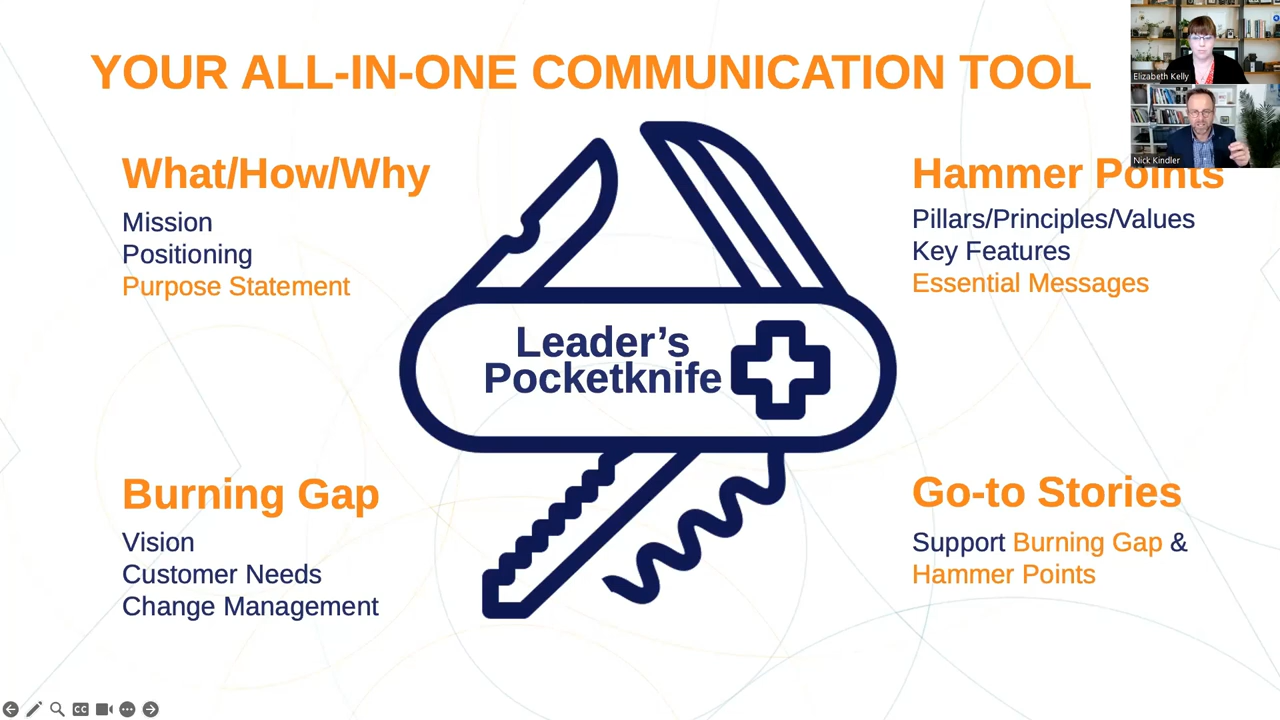 YOUR ALL-IN-ONE COMMUNICATION TOOL
Elizabeth Kelly
Nick Kindler
What/How/Why
Mission
Positioning
Purpose Statement
Hammer Points
Pillars/Principles/Values
Key Features
Essential Messages
Leader’s
Pocketknife
Burning Gap
Vision
Customer Needs
Change Management
Go-to Stories
Support Burning Gap &
Hammer Points
CC